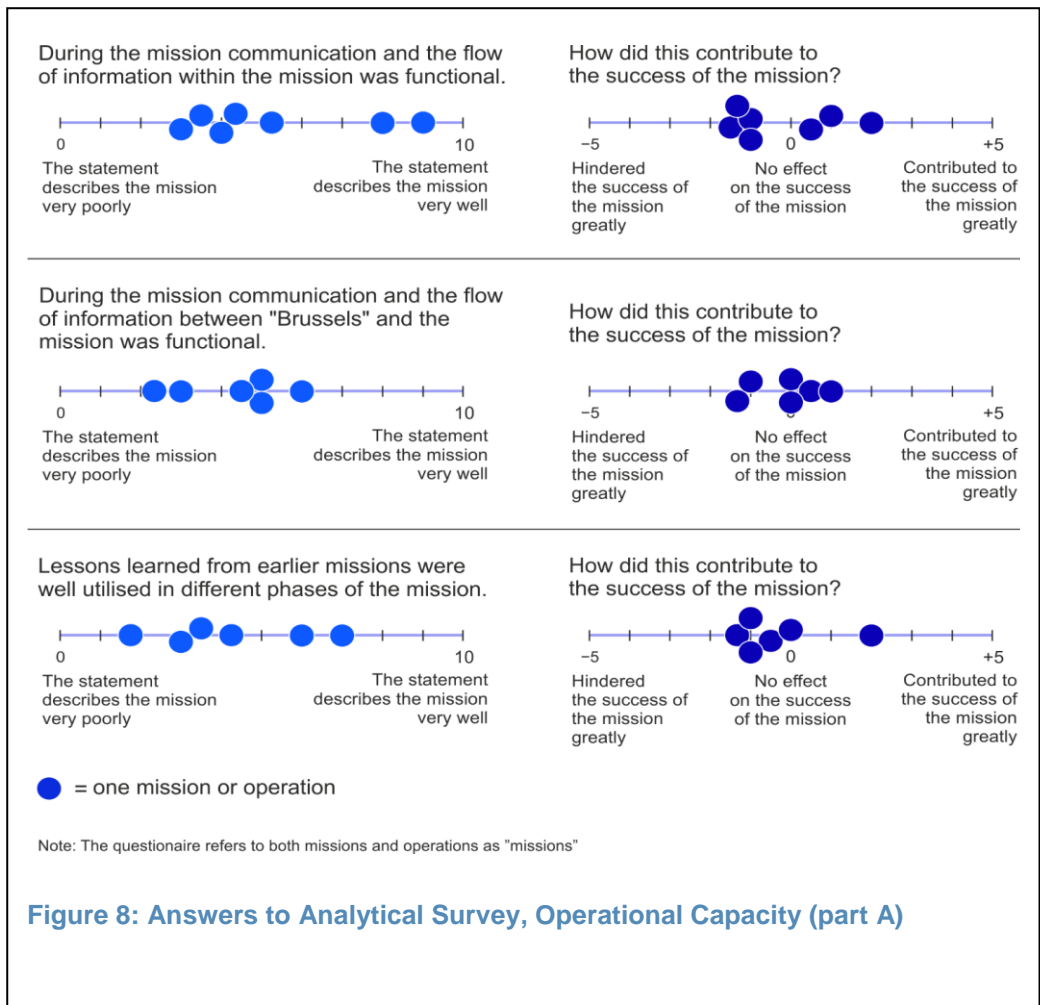 During the mission communication and the flow
of information within the mission was functional.
How did this contribute to
the success of the mission?
0
10
The statement
describes the mission
very poorly
The statement
describes the mission
very well
−5
0
+5
Hindered
the success of
the mission
greatly
No effect
on the success
of the mission
Contributed to
the success of
the mission
greatly
During the mission communication and the flow
of information between "Brussels" and the
mission was functional.
How did this contribute to
the success of the mission?
0
10
The statement
describes the mission
very poorly
The statement
describes the mission
very well
−5
+5
Hindered
the success of
the mission
greatly
No effect
on the success
of the mission
Contributed to
the success of
the mission
greatly
Lessons learned from earlier missions were
well utilised in different phases of the mission.
How did this contribute to
the success of the mission?
0
10
The statement
describes the mission
very poorly
The statement
describes the mission
very well
−5
0
+5
Hindered
the success of
the mission
greatly
No effect
on the success
of the mission
Contributed to
the success of
the mission
greatly
= one mission or operation
Note: The questionaire refers to both missions and operations as "missions"
Figure 8: Answers to Analytical Survey, Operational Capacity (part A)